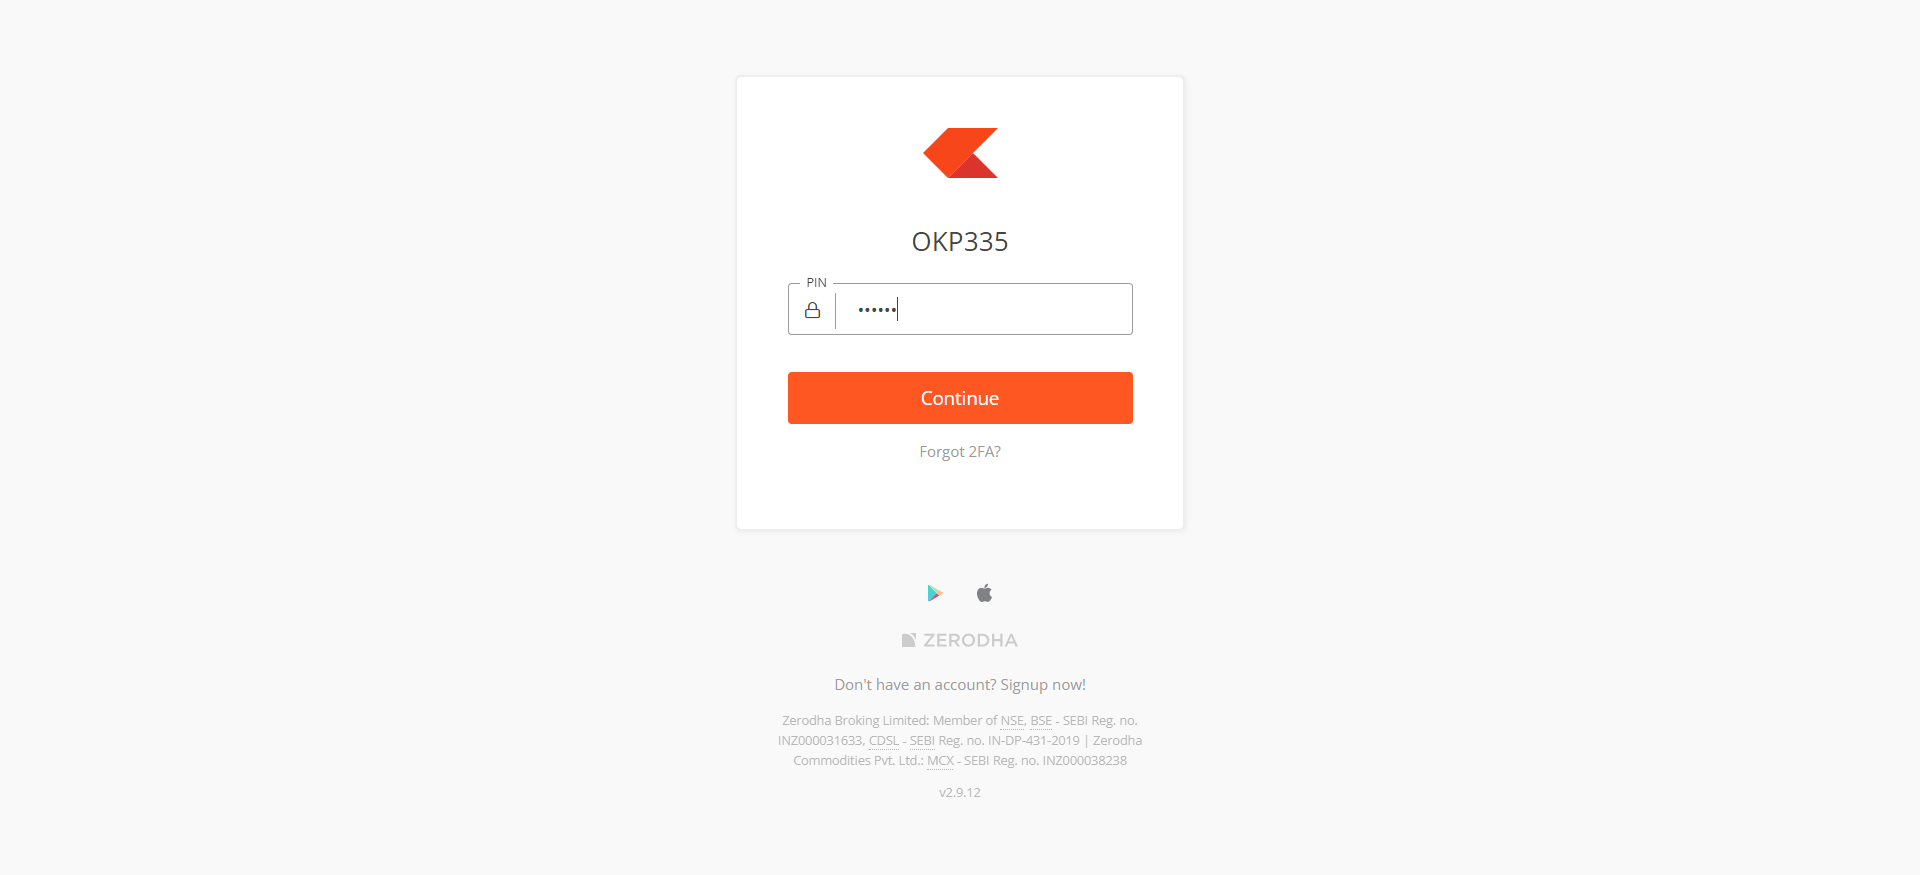 OKP335
PIN
••••••
Continue
Forgot 2FA?
ZERODHA
Don't have an account? Signup now!
Zerodha Broking Limited: Member of NSE, BSE - SEBI Reg. no.
INZ000031633, CDSL - SEBI Reg. no. IN-DP-431-2019 | Zerodha
Commodities Pvt. Ltd.: MCX - SEBI Reg. no. INZ000038238
v2.9.12